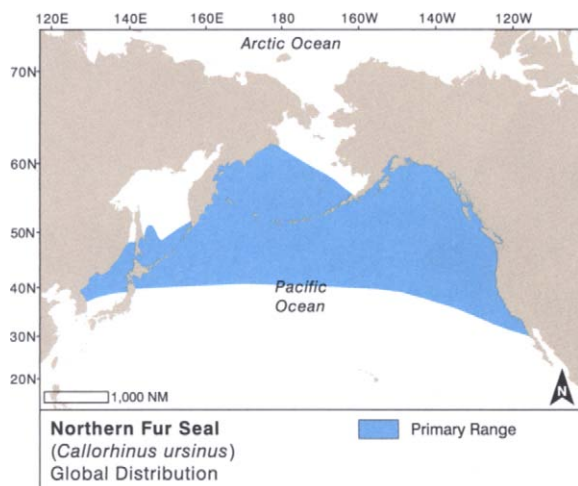 120E 140E 160E 180 160W 140W 120W
Arctic Ocean
70N
60N
50N
40N
30N
20N
Pacific
Ocean
1,000 NM
N
Northern Fur Seal
(Callorhinus ursinus)
Global Distribution
Primary Range